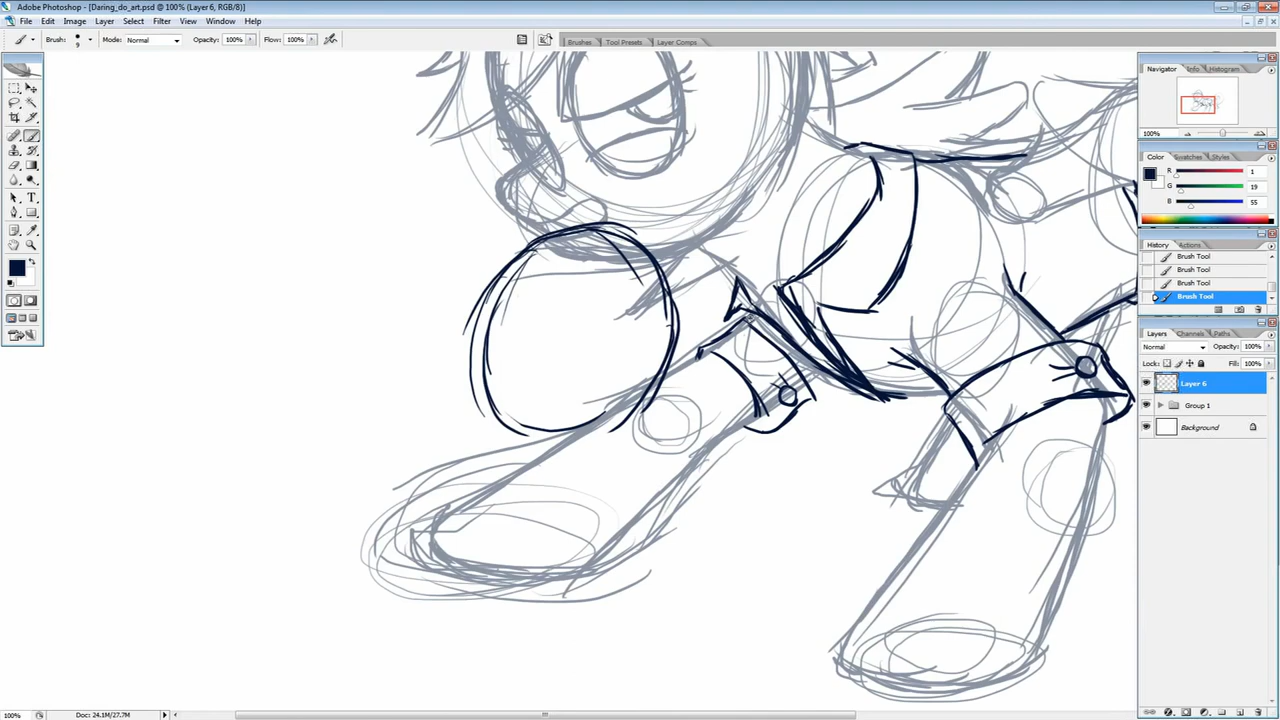 Adobe Photoshop - [Daring_do_art.psd @ 100% (Layer 6, RGB/8)]
File Edit Image Layer Select Filter View Window Help
Brush: 9 Mode: Normal Opacity: 100% Flow: 100% Brushes Tool Presets Layer Comps
Navigator Info Histogram
100%
Color Swatches Styles
R 1
G 19
B 55
History Actions
Brush Tool
Brush Tool
Brush Tool
Brush Tool
Layers Channels Paths
Normal Opacity: 100%
Lock: Fill: 100%
Layer 6
Group 1
Background
100% Doc: 24.1M/27.7M